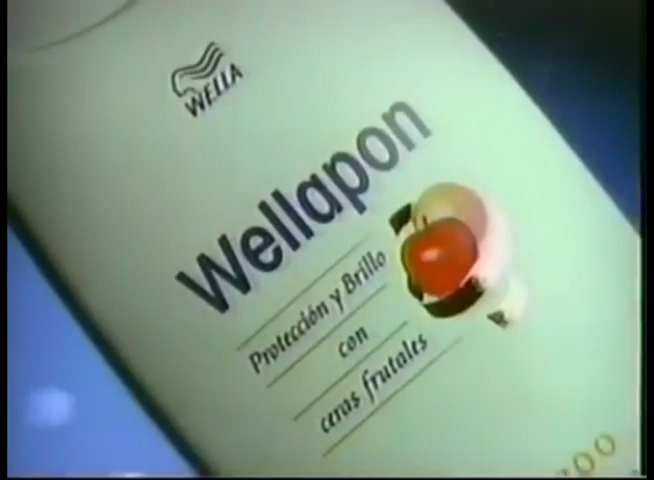 WELLA
Wellapon
Protección y Brillo
con
ceras frutales